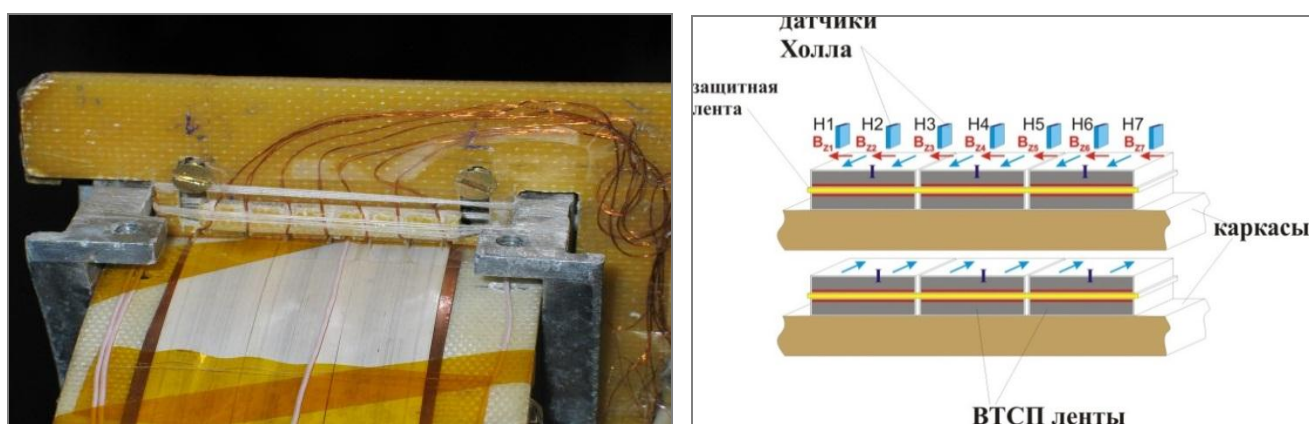 датчики
Холла
защитная
лента
H1 H2 H3 H4 H5 H6 H7
Bz1 Bz2 Bz3 Bz4 Bz5 Bz6 Bz7
I I I
каркасы
I I I
ВТСП ленты